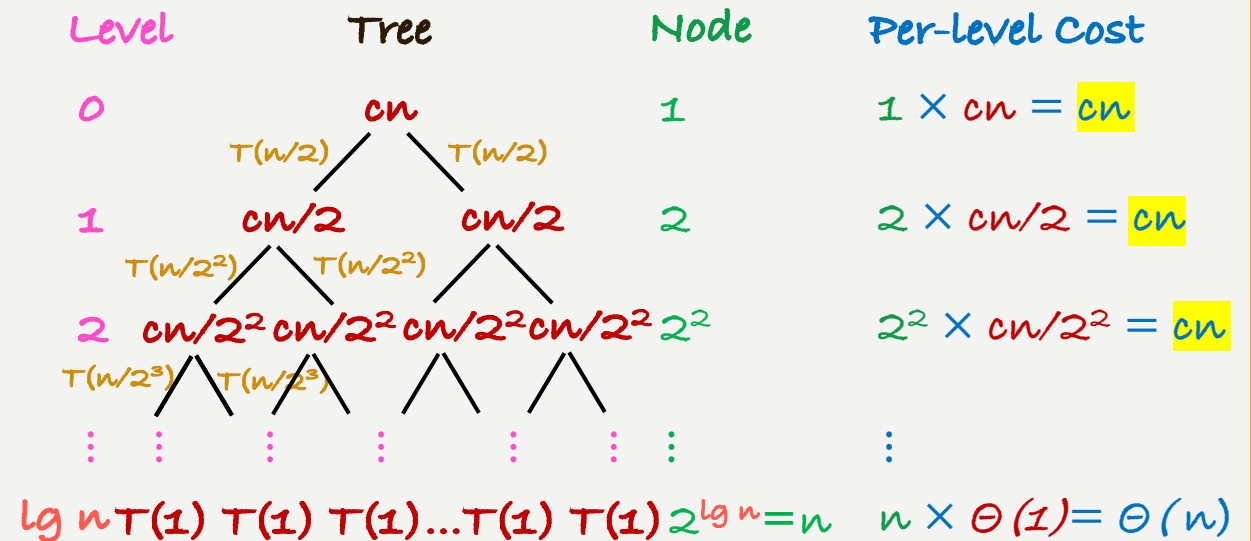 Level Tree Node Per-level Cost
0 cn 1 1 × cn = cn
T(n/2) T(n/2)
1 cn/2 cn/2 2 2 × cn/2 = cn
T(n/2²) T(n/2²)
2 cn/2² cn/2² cn/2² cn/2² 2² 2² × cn/2² = cn
T(n/2³) T(n/2³)
⋮ ⋮ ⋮ ⋮ ⋮ ⋮ ⋮ ⋮
lg n T(1) T(1) T(1)...T(1) T(1) 2^{lg n}=n n × Θ(1)= Θ(n)